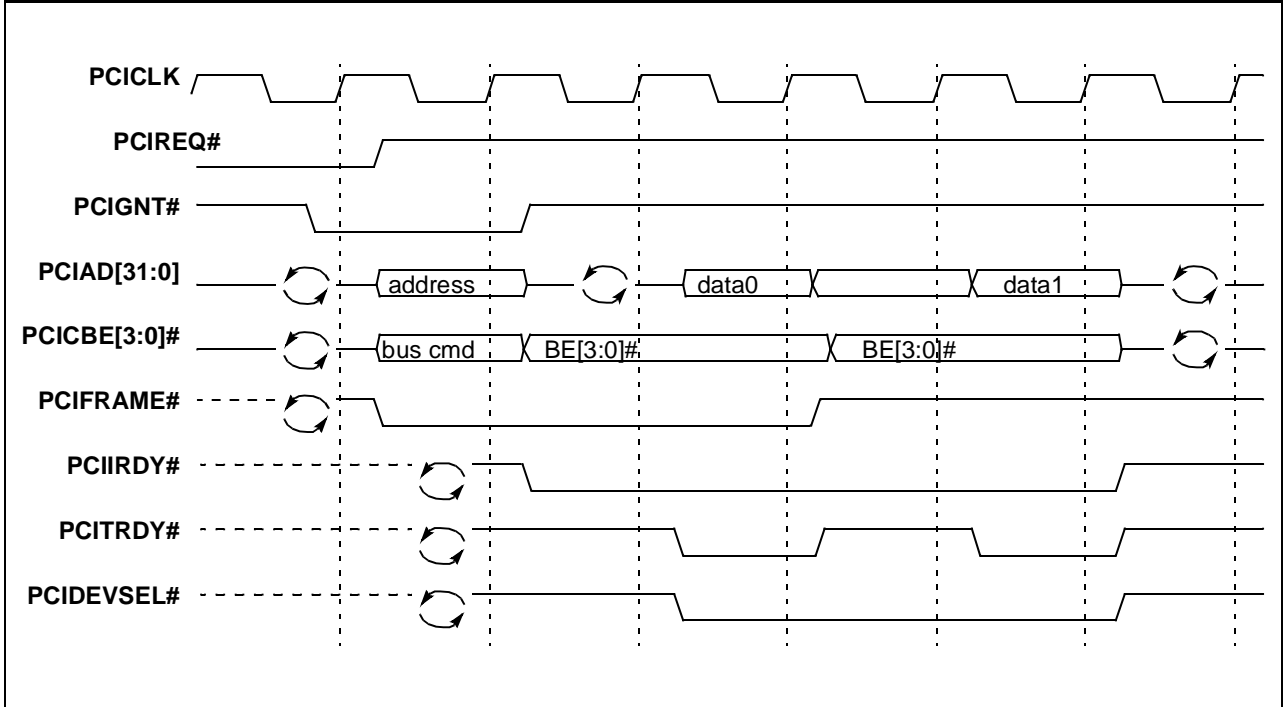 PCICLK
PCIREQ#
PCIGNT#
PCIAD[31:0] address data0 data1
PCICBE[3:0]# bus cmd BE[3:0]# BE[3:0]#
PCIFRAME#
PCIIRDY#
PCITRDY#
PCIDEVSEL#